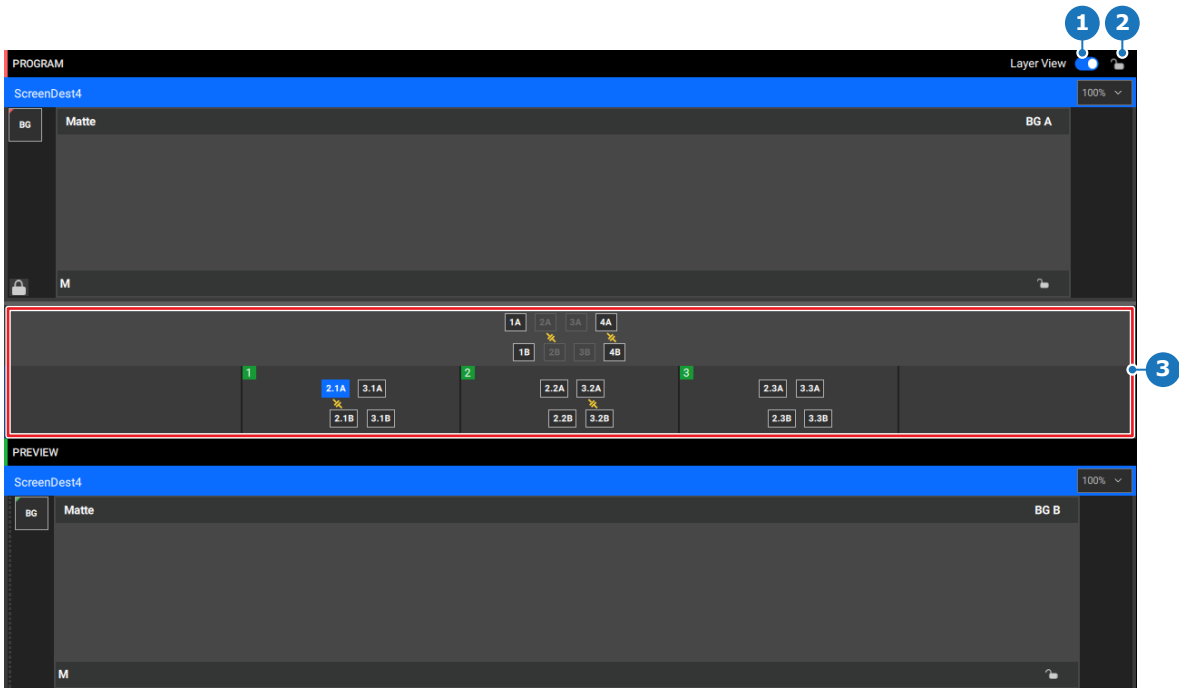 1 2
PROGRAM Layer View
ScreenDest4 100%
BG Matte BG A
M
1A 2A 3A 4A
1B 2B 3B 4B
3
1 2 3
2.1A 3.1A 2.2A 3.2A 2.3A 3.3A
2.1B 3.1B 2.2B 3.2B 2.3B 3.3B
PREVIEW
ScreenDest4 100%
BG Matte BG B
M